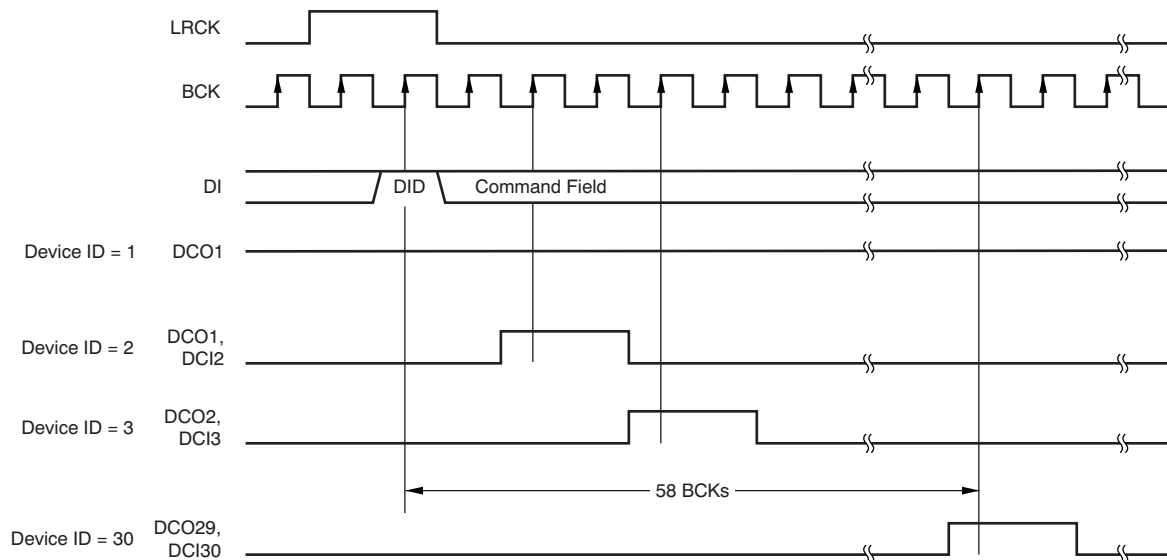 LRCK
BCK
DI
DID
Command Field
Device ID = 1
DCO1
Device ID = 2
DCO1,
DCI2
Device ID = 3
DCO2,
DCI3
58 BCKs
Device ID = 30
DCO29,
DCI30